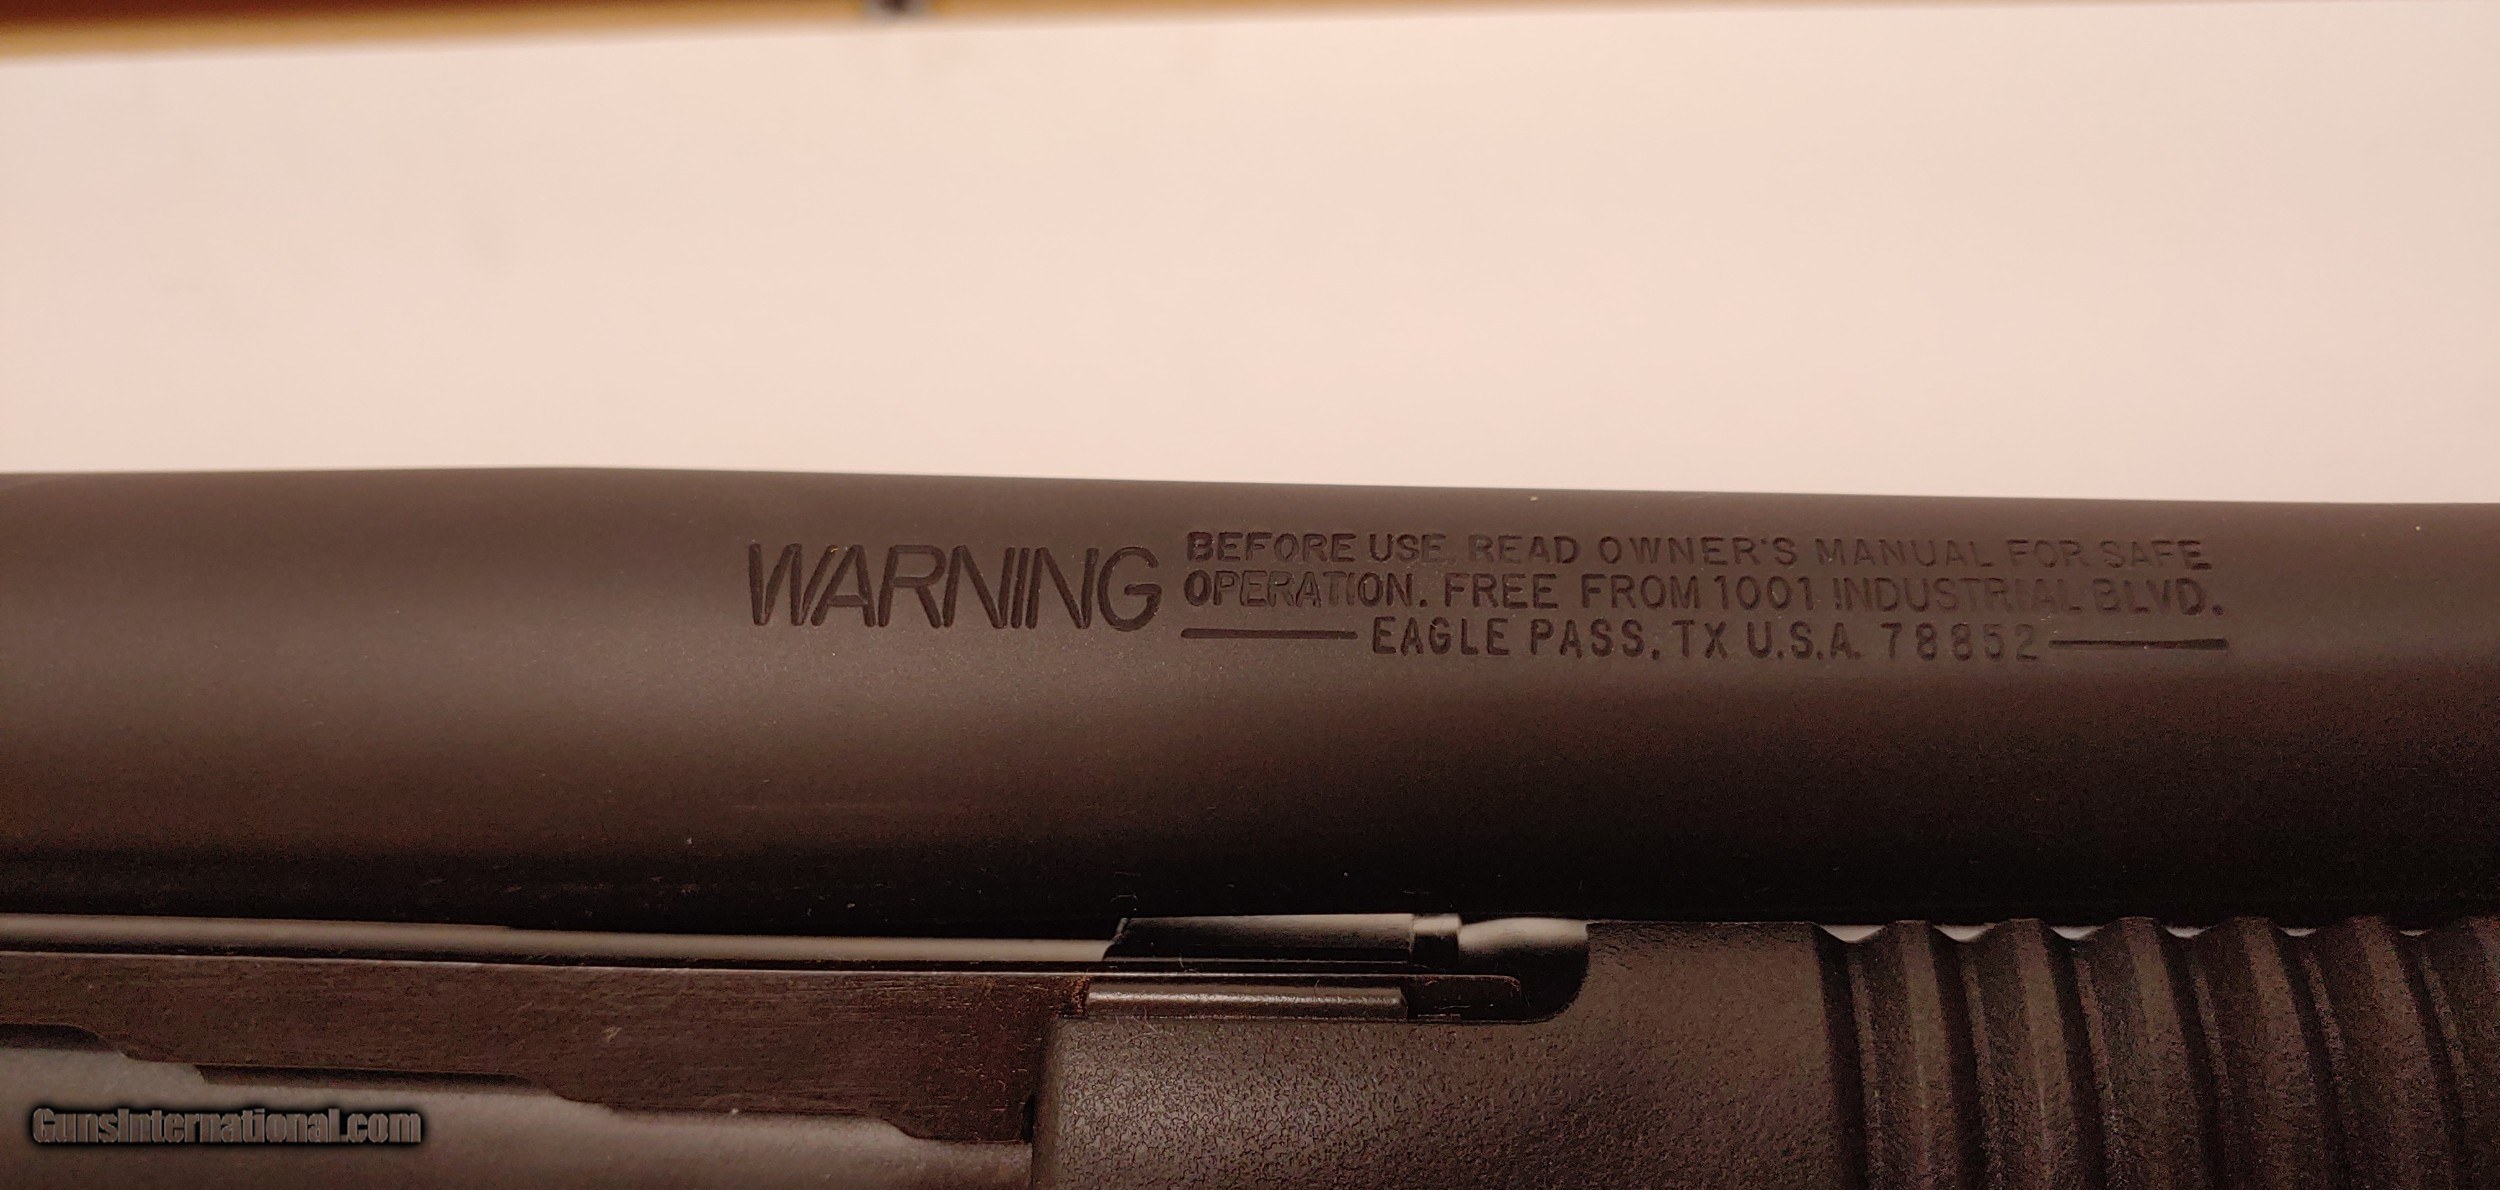 WARNING
BEFORE USE READ OWNER'S MANUAL FOR SAFE
OPERATION. FREE FROM 1001 INDUSTRIAL BLVD.
EAGLE PASS, TX U.S.A. 78852
GunsInternational.com